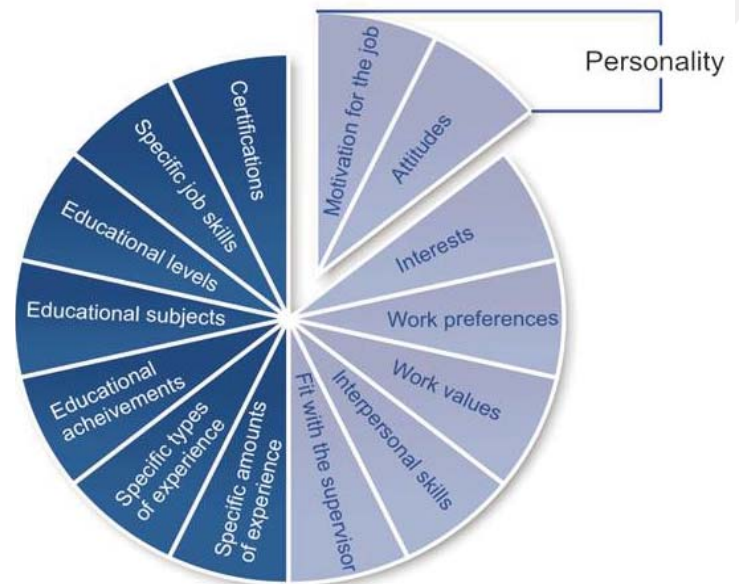 Personality
Motivation for the job
Attitudes
Interests
Work preferences
Work values
Interpersonal skills
Fit with the supervisor
Specific amounts
of experience
Specific types
of experience
Educational
acheivements
Educational subjects
Educational levels
Specific job skills
Certifications